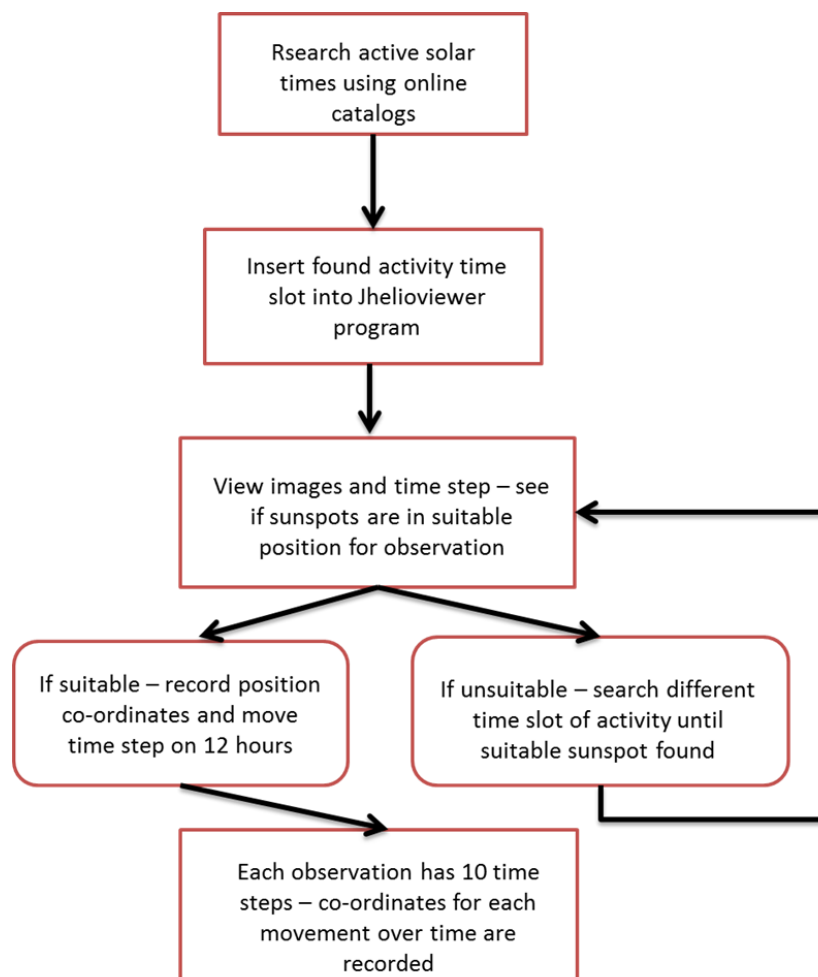 Rsearch active solar
times using online
catalogs
Insert found activity time
slot into Jhelioviewer
program
View images and time step – see
if sunspots are in suitable
position for observation
If suitable – record position
co-ordinates and move
time step on 12 hours
If unsuitable – search different
time slot of activity until
suitable sunspot found
Each observation has 10 time
steps – co-ordinates for each
movement over time are
recorded